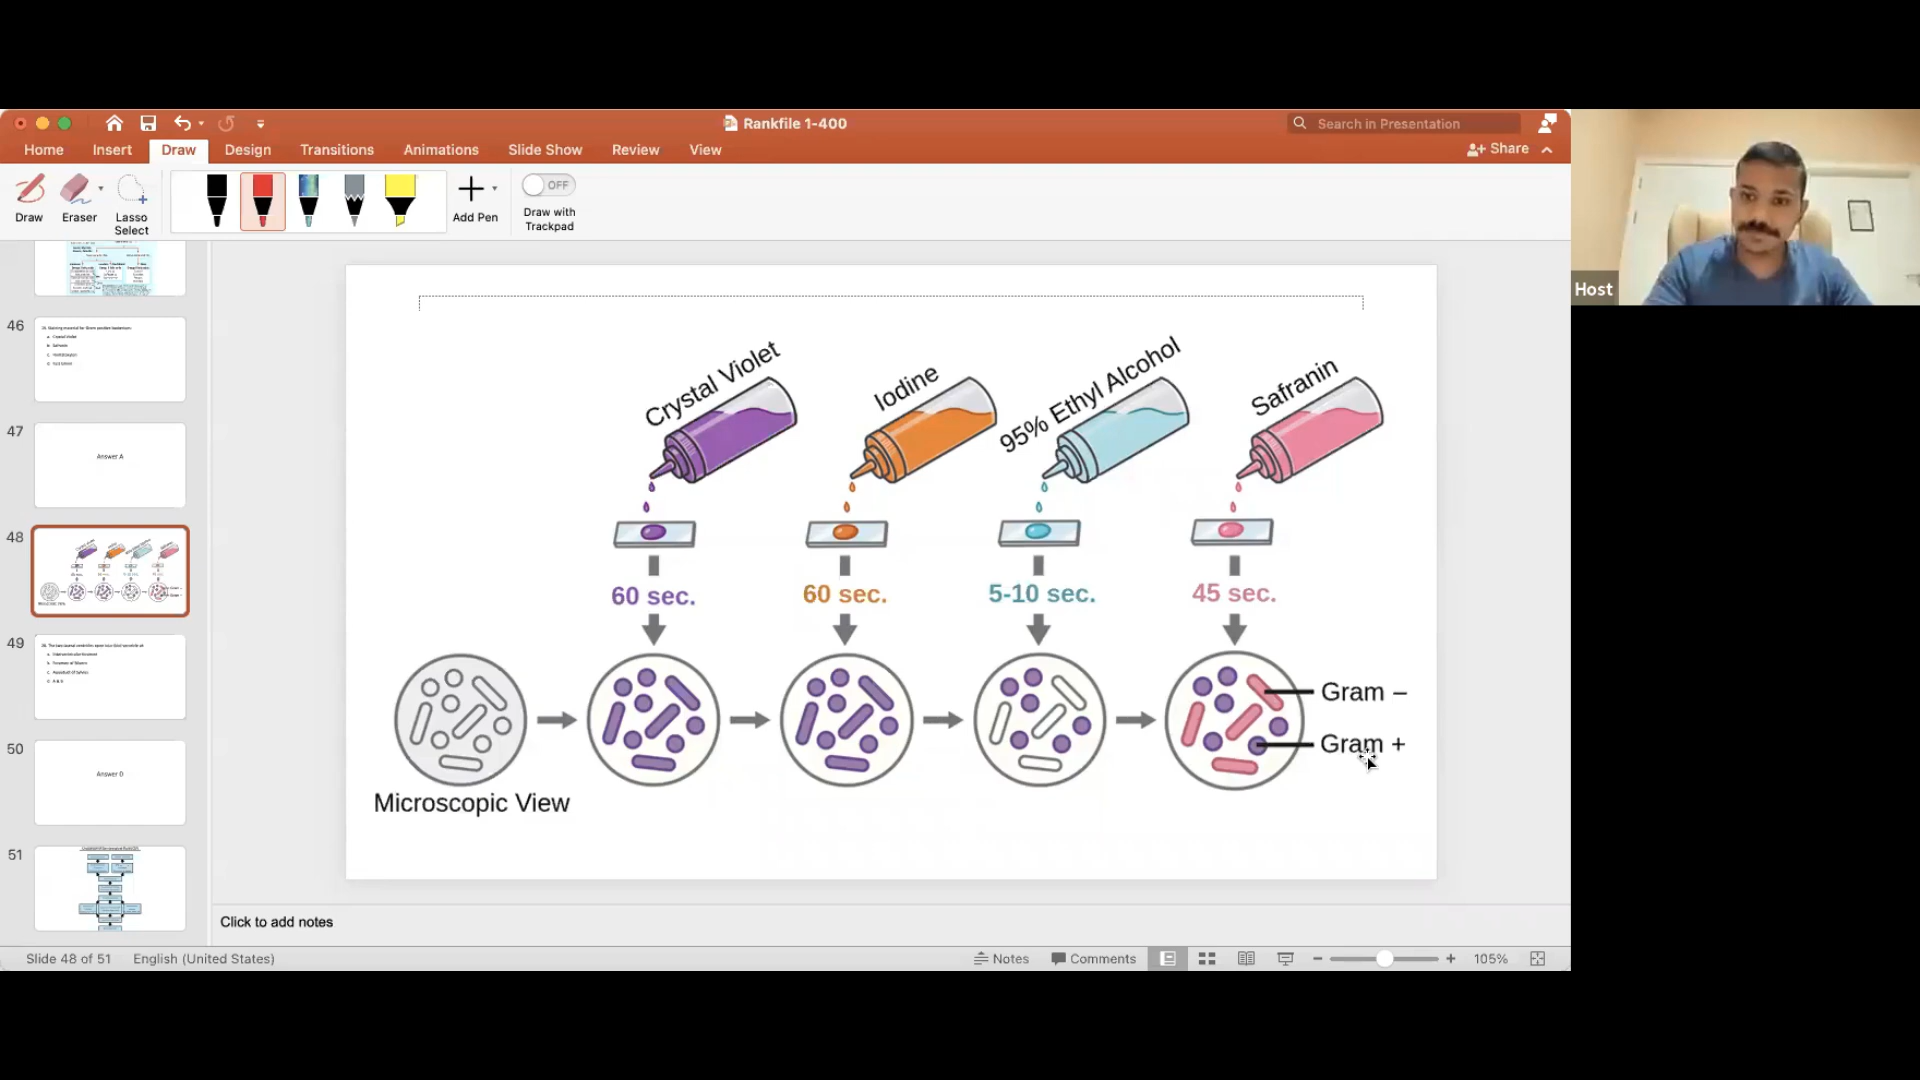 Rankfile 1-400
Search in Presentation
Home Insert Draw Design Transitions Animations Slide Show Review View
Share
Draw
Eraser
Lasso
Select
Add Pen
OFF
Draw with
Trackpad
Host
46
47
Answer A
48
49
50
Answer D
51
Crystal Violet
Iodine
95% Ethyl Alcohol
Safranin
60 sec.
60 sec.
5-10 sec.
45 sec.
Gram –
Gram +
Microscopic View
Click to add notes
Slide 48 of 51
English (United States)
Notes
Comments
105%